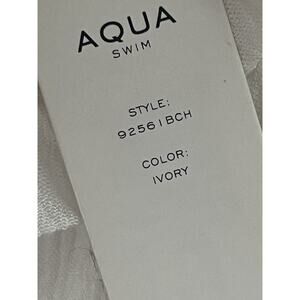 AQUA
SWIM
STYLE:
92561BCH
COLOR:
IVORY